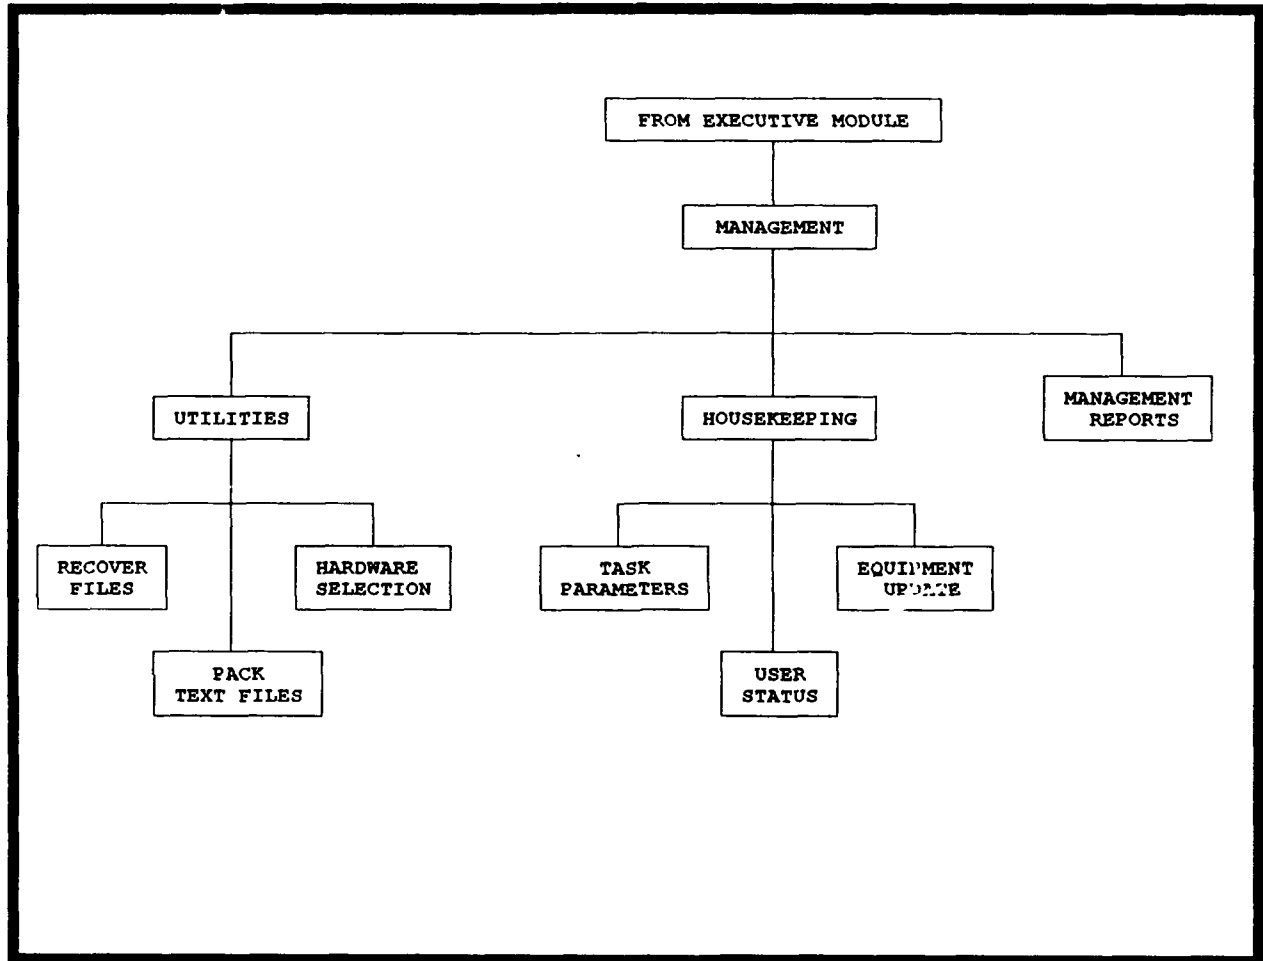 FROM EXECUTIVE MODULE
MANAGEMENT
UTILITIES
HOUSEKEEPING
MANAGEMENT
REPORTS
RECOVER
FILES
HARDWARE
SELECTION
TASK
PARAMETERS
EQUIPMENT
UPDATE
PACK
TEXT FILES
USER
STATUS